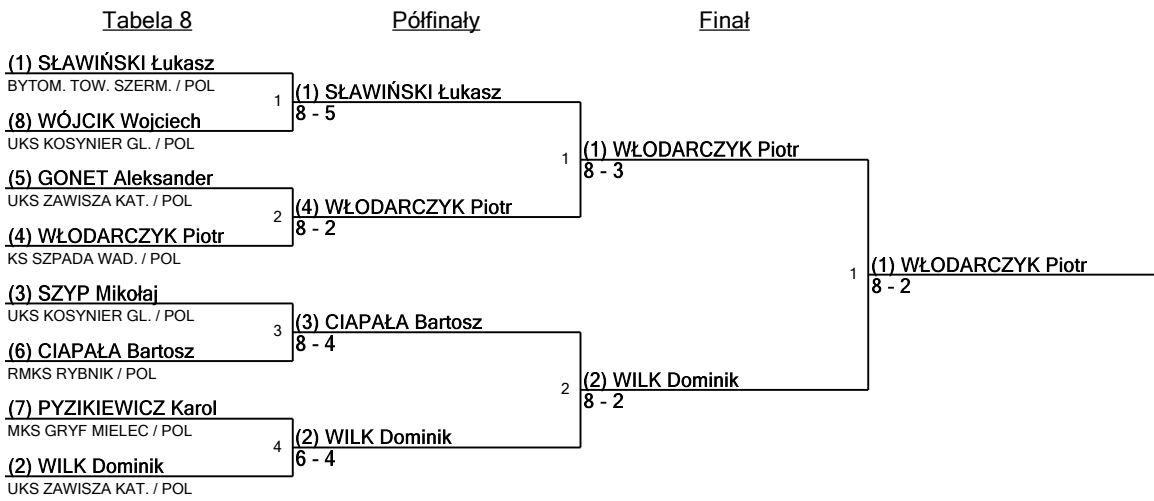 Tabela 8
Półfinały
Finał
(1) SŁAWIŃSKI Łukasz
BYTOM. TOW. SZERM. / POL
1
(8) WÓJCIK Wojciech
UKS KOSYNIER GL. / POL
(1) SŁAWIŃSKI Łukasz
8 - 5
(5) GONET Aleksander
UKS ZAWISZA KAT. / POL
2
(4) WŁODARCZYK Piotr
KS SZPADA WAD. / POL
(4) WŁODARCZYK Piotr
8 - 2
1
(1) WŁODARCZYK Piotr
8 - 3
(3) SZYP Mikołaj
UKS KOSYNIER GL. / POL
3
(6) CIAPAŁA Bartosz
RMKS RYBNIK / POL
(3) CIAPAŁA Bartosz
8 - 4
(7) PYZIKIEWICZ Karol
MKS GRYF MIELEC / POL
4
(2) WILK Dominik
UKS ZAWISZA KAT. / POL
(2) WILK Dominik
6 - 4
2
(2) WILK Dominik
8 - 2
1
(1) WŁODARCZYK Piotr
8 - 2